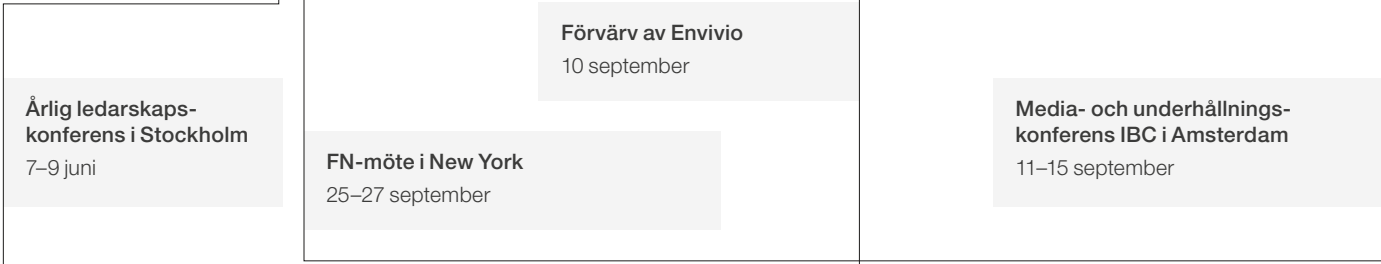 Årlig ledarskaps-
konferens i Stockholm
7–9 juni
Förvärv av Envivio
10 september
FN-möte i New York
25–27 september
Media- och underhållnings-
konferens IBC i Amsterdam
11–15 september